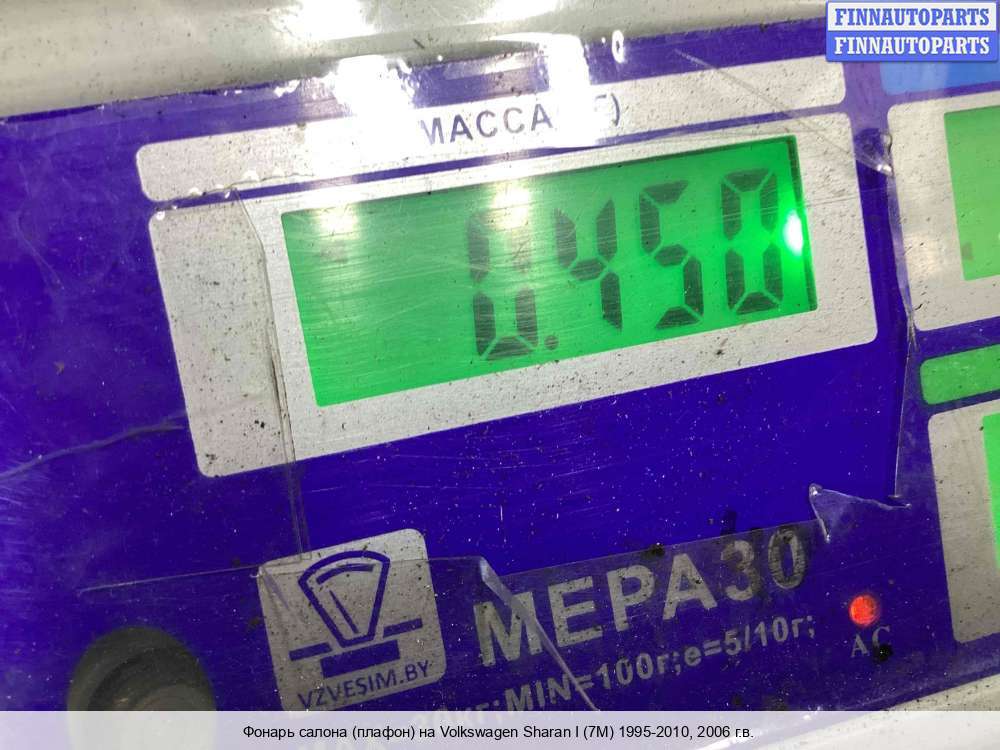 FINNAUTOPARTS
FINNAUTOPARTS
МАССА
0.450
МЕРА30
VZVESIM.BY
MIN=100г;e=5/10г;
AC
Фонарь салона (плафон) на Volkswagen Sharan I (7M) 1995-2010, 2006 г.в.